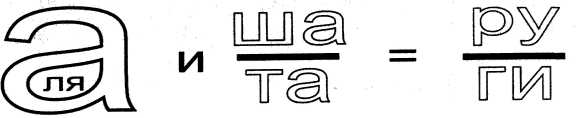 а ля и ша та = ру ги